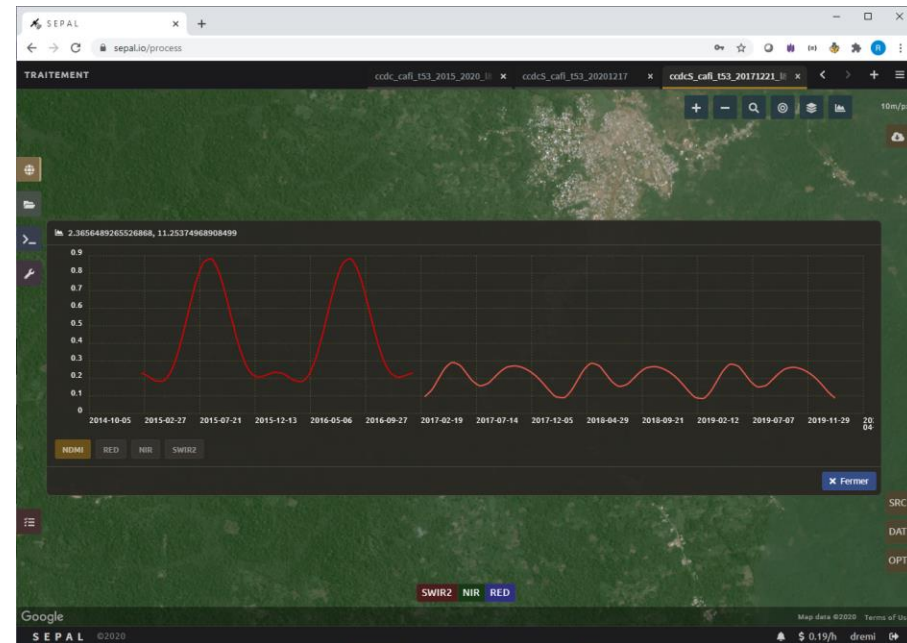 SEPAL
sepal.io/process
TRAITEMENT
ccdc_cafi_t53_2015_2020_
ccdcS_cafi_t53_20201217
ccdcS_cafi_t53_20171221_
10m/p
2.3656489265526868, 11.25374968908499
0.9
0.8
0.7
0.6
0.5
0.4
0.3
0.2
0.1
0
2014-10-05 2015-02-27 2015-07-21 2015-12-13 2016-05-06 2016-09-27 2017-02-19 2017-07-14 2017-12-05 2018-04-29 2018-09-21 2019-02-12 2019-07-07 2019-11-29
04-
NDMI RED NIR SWIR2
Fermer
SRC
DAT
OPT
SWIR2 NIR RED
Google
Map data ©2020 Terms of Us
SEPAL ©2020
$ 0.19/h dremi